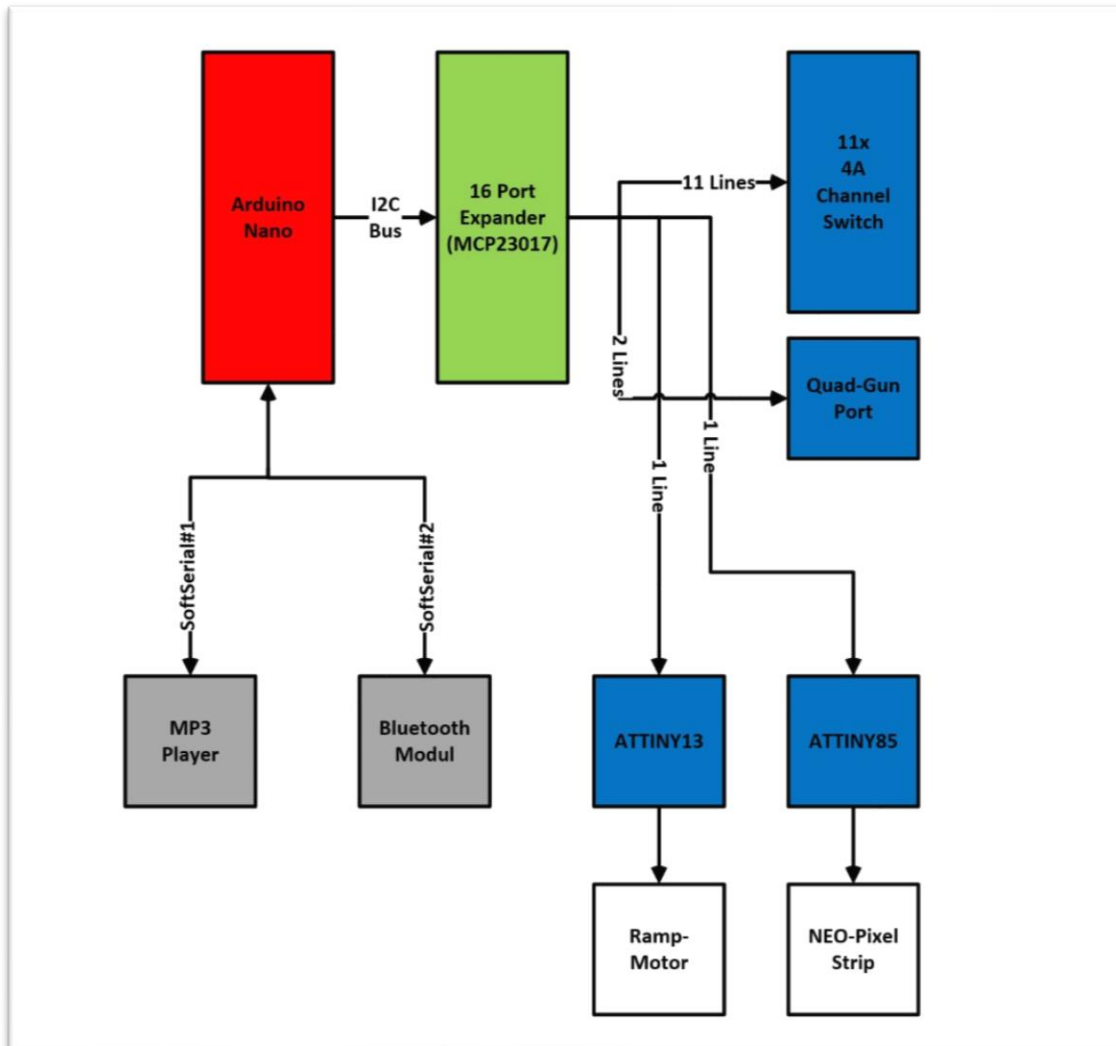 Arduino
Nano
I2C
Bus
16 Port
Expander
(MCP23017)
11 Lines
11x
4A
Channel
Switch
2 Lines
Quad-Gun
Port
1 Line
1 Line
SoftSerial#1
SoftSerial#2
MP3
Player
Bluetooth
Modul
ATTINY13
ATTINY85
Ramp-
Motor
NEO-Pixel
Strip